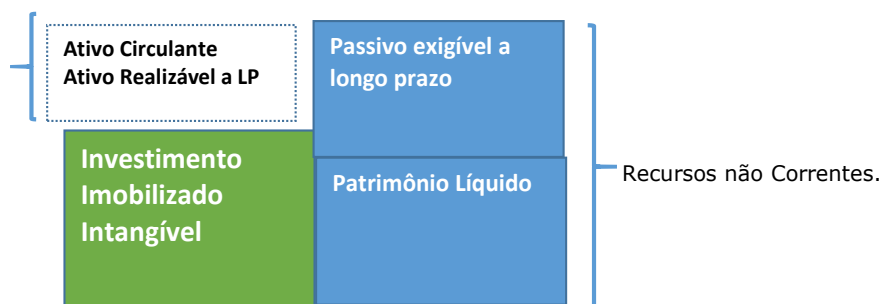 Ativo Circulante
Ativo Realizável a LP
Passivo exigível a
longo prazo
Investimento
Imobilizado
Intangível
Patrimônio Líquido
Recursos não Correntes.